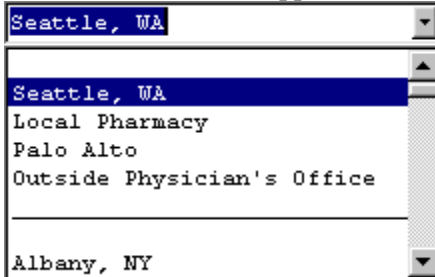 Seattle, WA
Seattle, WA
Local Pharmacy
Palo Alto
Outside Physician's Office
Albany, NY